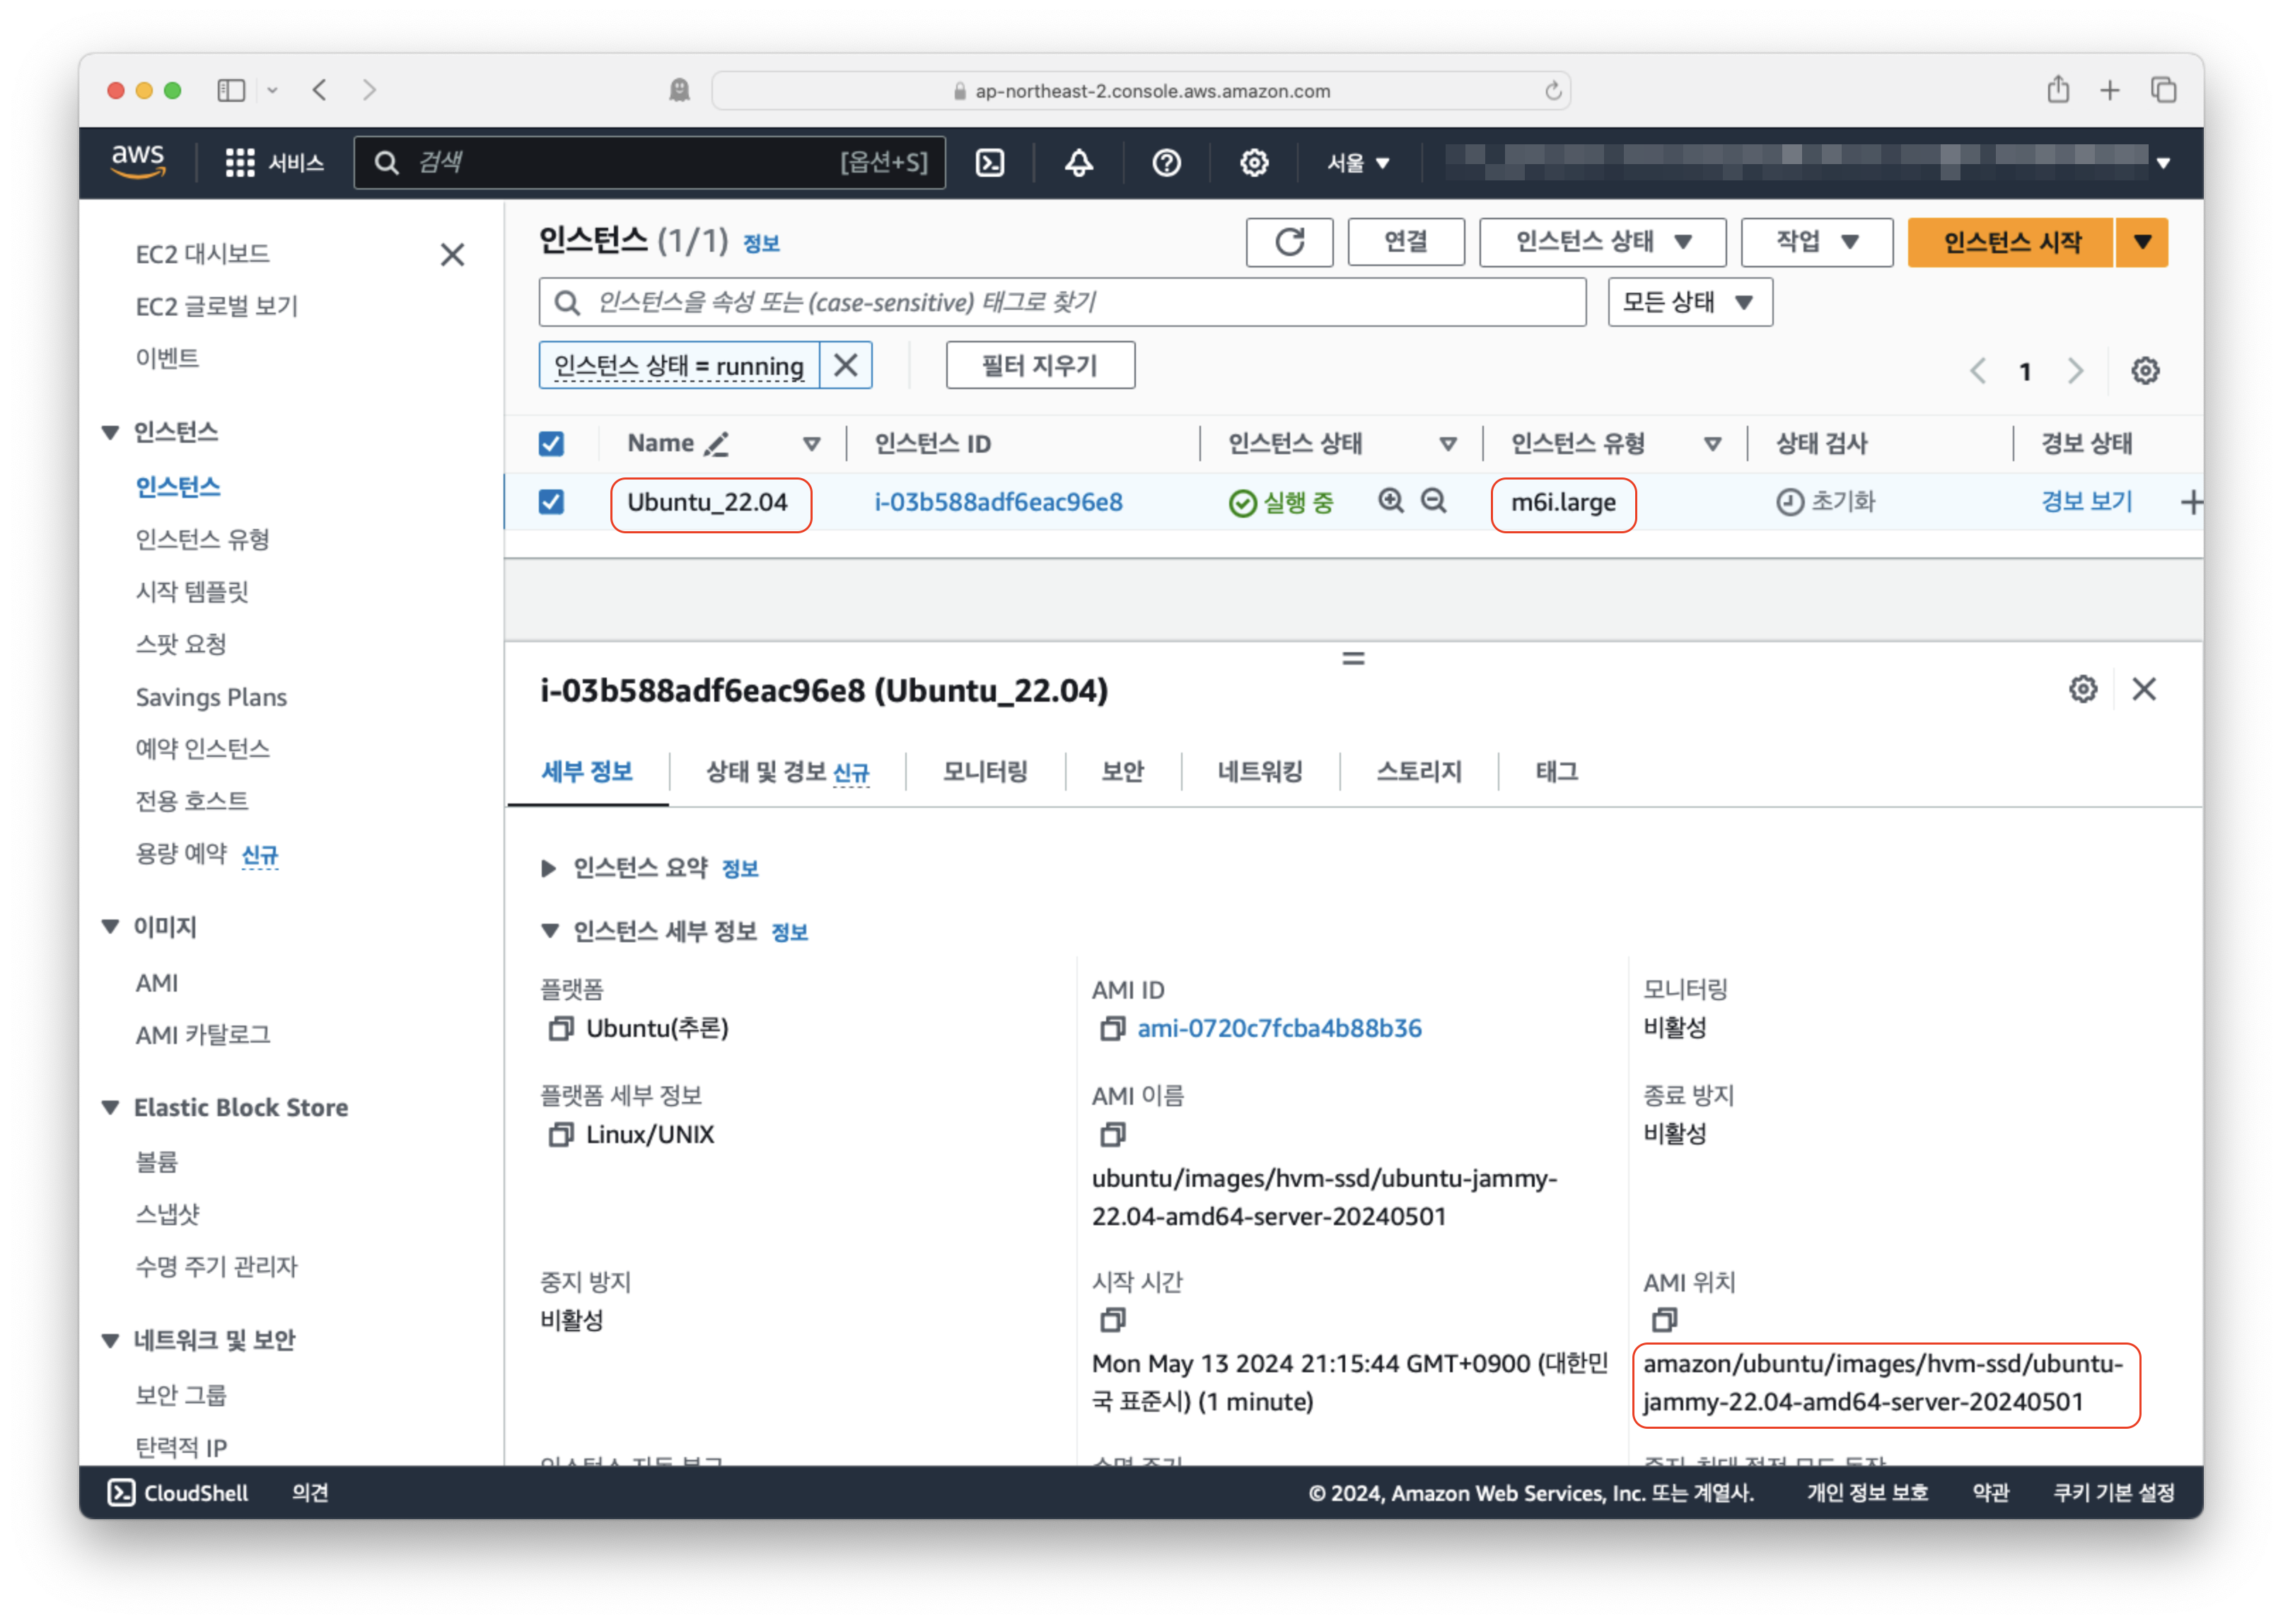 ap-northeast-2.console.aws.amazon.com
aws
서비스
검색
[옵션+S]
서울
EC2 대시보드
EC2 글로벌 보기
이벤트
인스턴스
인스턴스
인스턴스 유형
시작 템플릿
스팟 요청
Savings Plans
예약 인스턴스
전용 호스트
용량 예약 신규
이미지
AMI
AMI 카탈로그
Elastic Block Store
볼륨
스냅샷
수명 주기 관리자
네트워크 및 보안
보안 그룹
탄력적 IP
인스턴스 (1/1) 정보
연결
인스턴스 상태
작업
인스턴스 시작
인스턴스을 속성 또는 (case-sensitive) 태그로 찾기
모든 상태
인스턴스 상태 = running
필터 지우기
1
Name
인스턴스 ID
인스턴스 상태
인스턴스 유형
상태 검사
경보 상태
Ubuntu_22.04
i-03b588adf6eac96e8
실행 중
m6i.large
초기화
경보 보기
i-03b588adf6eac96e8 (Ubuntu_22.04)
세부 정보
상태 및 경보 신규
모니터링
보안
네트워킹
스토리지
태그
인스턴스 요약 정보
인스턴스 세부 정보 정보
플랫폼
Ubuntu(추론)
AMI ID
ami-0720c7fcba4b88b36
모니터링
비활성
플랫폼 세부 정보
Linux/UNIX
AMI 이름
ubuntu/images/hvm-ssd/ubuntu-jammy-
22.04-amd64-server-20240501
종료 방지
비활성
중지 방지
비활성
시작 시간
Mon May 13 2024 21:15:44 GMT+0900 (대한민
국 표준시) (1 minute)
AMI 위치
amazon/ubuntu/images/hvm-ssd/ubuntu-
jammy-22.04-amd64-server-20240501
CloudShell
의견
© 2024, Amazon Web Services, Inc. 또는 계열사.
개인 정보 보호
약관
쿠키 기본 설정